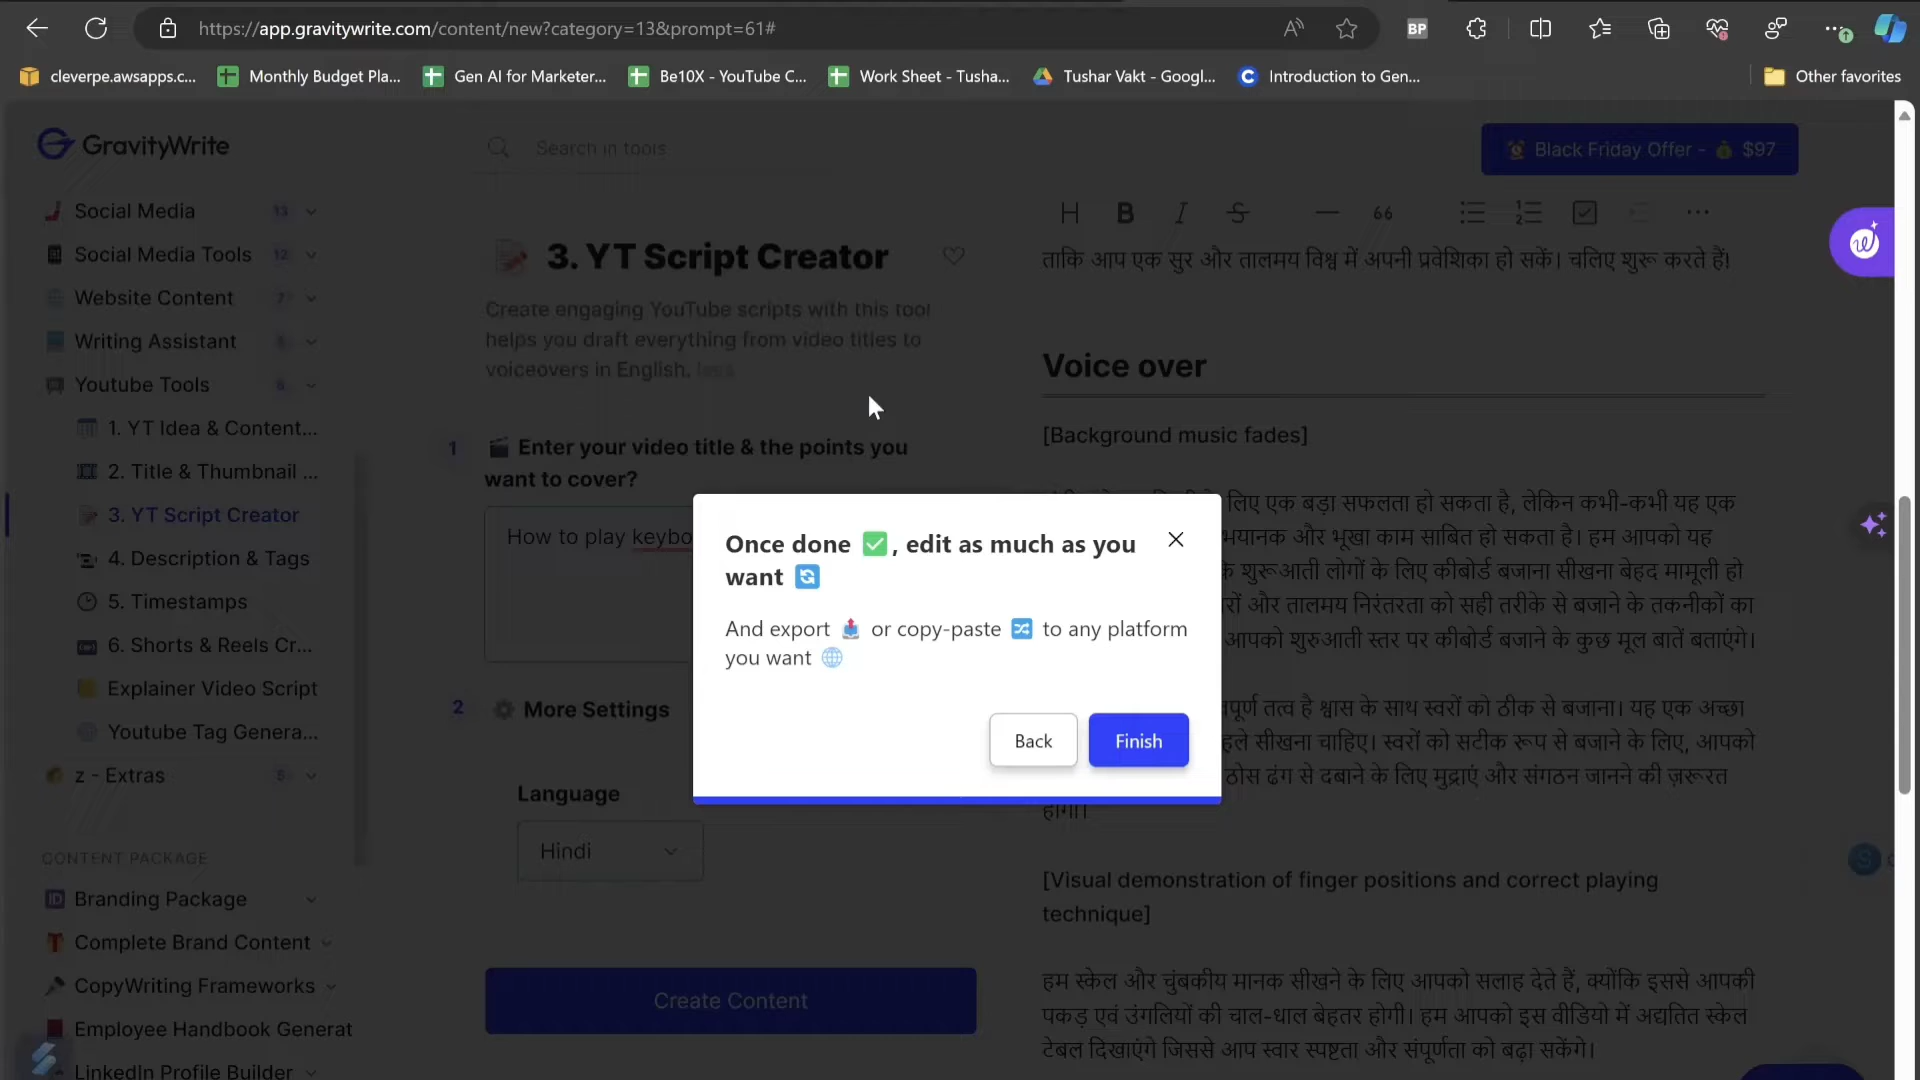 https://app.gravitywrite.com/content/new?category=13&prompt=61#
BP
cleverpe.awsapps.c...
Monthly Budget Pla...
Gen AI for Marketer...
Be10X - YouTube C...
Work Sheet - Tusha...
Tushar Vakt - Googl...
Introduction to Gen...
Other favorites
GravityWrite
Search in tools
Black Friday Offer - $97
Social Media 13
Social Media Tools 12
Website Content 7
Writing Assistant
Youtube Tools 8
1. YT Idea & Content...
2. Title & Thumbnail ...
3. YT Script Creator
4. Description & Tags
5. Timestamps
6. Shorts & Reels Cr...
Explainer Video Script
Youtube Tag Genera...
z - Extras 5
CONTENT PACKAGE
Branding Package
Complete Brand Content
CopyWriting Frameworks
Employee Handbook Generat
LinkedIn Profile Builder
3. YT Script Creator
Create engaging YouTube scripts with this tool
helps you draft everything from video titles to
voiceovers in English. less
1 Enter your video title & the points you
want to cover?
How to play keybo
2 More Settings
Language
Hindi
Create Content
Once done ✅, edit as much as you
want
And export or copy-paste to any platform
you want
Back
Finish
H B I S — 66 ...
ताकि आप एक सुर और तालमय विश्व में अपनी प्रवेशिका हो सकें। चलिए शुरू करते हैं!
Voice over
[Background music fades]
लिए एक बड़ा सफलता हो सकता है, लेकिन कभी-कभी यह एक
भयानक और भूखा काम साबित हो सकता है। हम आपको यह
शुरूआती लोगों के लिए कीबोर्ड बजाना सीखना बेहद मामूली हो
और तालमय निरंतरता को सही तरीके से बजाने के तकनीकों का
आपको शुरुआती स्तर पर कीबोर्ड बजाने के कुछ मूल बातें बताएंगे।
तत्व है श्वास के साथ स्वरों को ठीक से बजाना। यह एक अच्छा
सीखना चाहिए। स्वरों को सटीक रूप से बजाने के लिए, आपको
ठोस ढंग से दबाने के लिए मुद्राएं और संगठन जानने की ज़रूरत
होगी।
[Visual demonstration of finger positions and correct playing
technique]
हम स्केल और चुंबकीय मानक सीखने के लिए आपको सलाह देते हैं, क्योंकि इससे आपकी
पकड़ एवं उंगलियों की चाल-ढाल बेहतर होगी। हम आपको इस वीडियो में अद्यतित स्केल
टेबल दिखाएंगे जिससे आप स्वार स्पष्टता और संपूर्णता को बढ़ा सकेंगे।